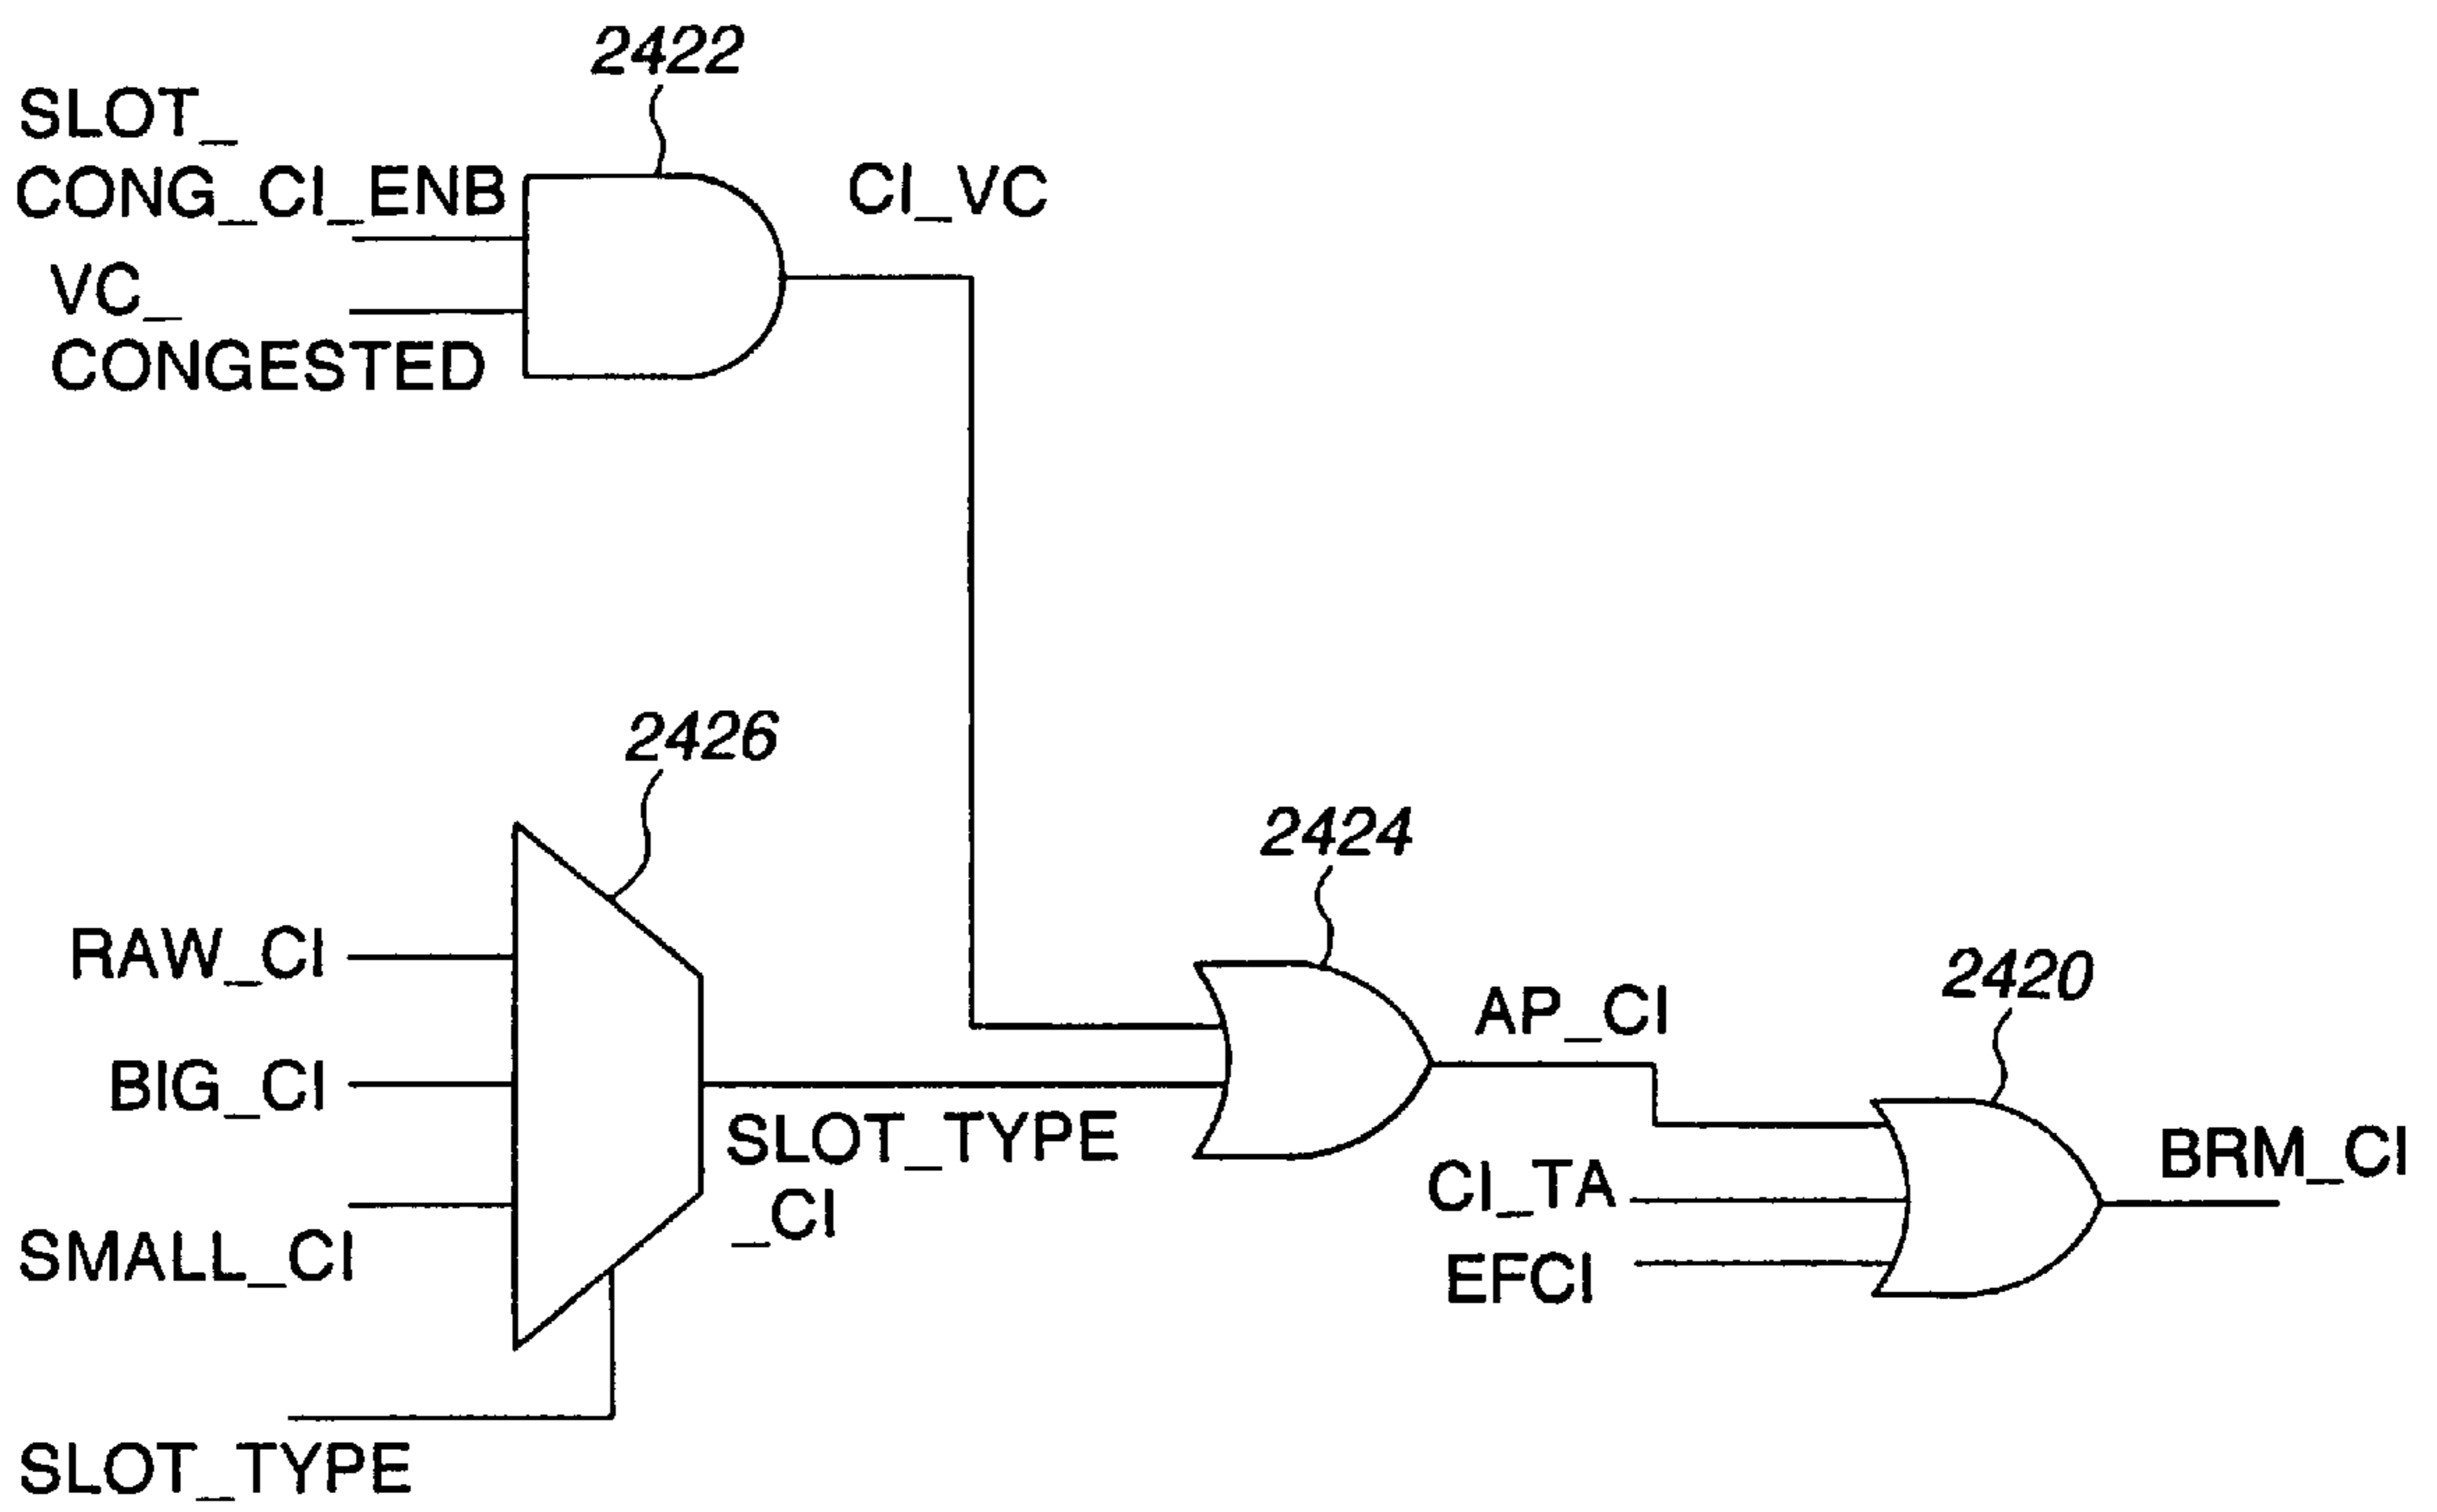 2422
SLOT_
CONG_CI_ENB
CI_VC
VC_
CONGESTED
2426
2424
RAW_CI
2420
AP_CI
BIG_CI
SLOT_TYPE
_CI
BRM_CI
CI_TA
SMALL_CI
EFCI
SLOT_TYPE